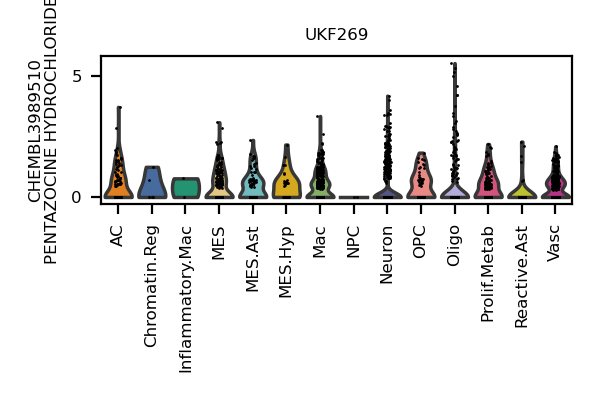 UKF269
CHEMBL3989510
PENTAZOCINE HYDROCHLORIDE
5
0
AC
Chromatin.Reg
Inflammatory.Mac
MES
MES.Ast
MES.Hyp
Mac
NPC
Neuron
OPC
Oligo
Prolif.Metab
Reactive.Ast
Vasc